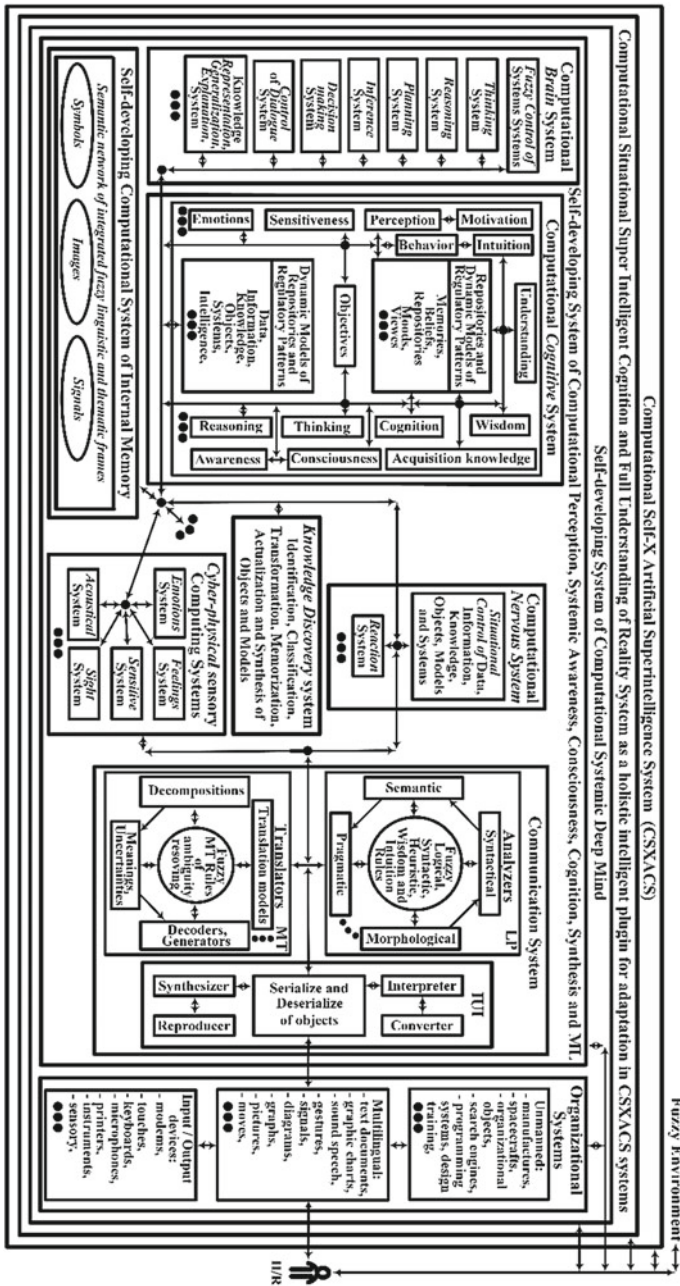 Fuzzy Environment
Computational Self-X Artificial Superintelligence System (CSXACS)
Computational Situational Super Intelligent Cognition and Full Understanding of Reality System as a holistic intelligent plugin for adaptation in CSXACS systems
Self-developing System of Computational Systemic Deep Mind
Self-developing System of Computational Perception, Systemic Awareness, Consciousness, Cognition, Synthesis and ML
Computational
Brain System
Fuzzy Control of
Systems Systems
Thinking
System
Reasoning
System
Planning
System
Inference
System
Decision
making
System
Control
of Dialogue
System
Knowledge
Representation,
Generalization,
Explanation,
System
Computational Cognitive System
Understanding
Motivation
Perception
Sensitiveness
Emotions
Intuition
Behavior
Repositories and
Dynamic Models of
Regulatory Patterns
Memories,
Beliefs,
Repositories
Moods,
Viewes
Objectives
Dynamic Models of
Repositories and
Regulatory Patterns
Data,
Information,
Knowledge,
Objects,
Systems,
Intelligence,
Wisdom
Cognition
Thinking
Reasoning
Acquisition knowledge
Consciousness
Awareness
Self-developing Computational System of Internal Memory
Semantic network of integrated fuzzy linguistic and thematic frames
Symbols
Images
Signals
Computational
Nervous System
Situational
Control of Data,
Information,
Knowledge,
Objects, Models
and Systems
Reaction
System
Knowledge Discovery system
Identification, Classification,
Transformation, Memorization,
Actualization and Synthesis of
Objects and Models
Cyber-physical sensory
Computing Systems
Emotions
System
Feelings
System
Acoustical
System
Sensitive
System
Sight
System
Communication System
Analyzers
LP
Semantic
Syntactical
Fuzzy
Logical,
Syntactic,
Heuristic,
Wisdom and
Intuition
Rules
Pragmatic
Morphological
Translators
MT
Translation models
Decompositions
Fuzzy
MT Rules
of
ambiguity
resoving
Meanings,
Uncertainties
Decoders,
Generators
IUI
Interpreter
Converter
Serialize and
Deserialize
of objects
Synthesizer
Reproducer
Organizational
Systems
Unmanned:
- manufactures,
- spacecrafts,
- organizational
objects,
- search engines,
- programming
systems, design
- training,
Multilingual:
- text documents,
- graphic charts,
- sound speech,
- gestures,
- signals,
- diagrams,
- graphs,
- pictures,
- moves,
Input / Output
devices:
- modems,
- touches,
- keyboards,
- microphones,
- printers,
- instruments,
- sensory,
H/R